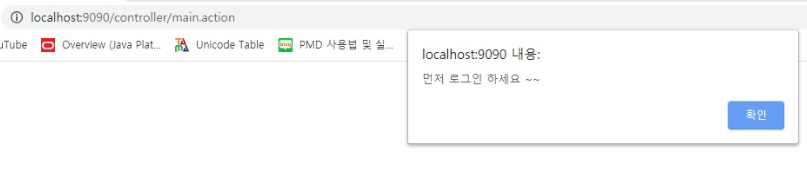 localhost:9090/controller/main.action
uTube Overview (Java Plat... Unicode Table PMD 사용법 및 실...
localhost:9090 내용:
먼저 로그인 하세요 ~~
확인